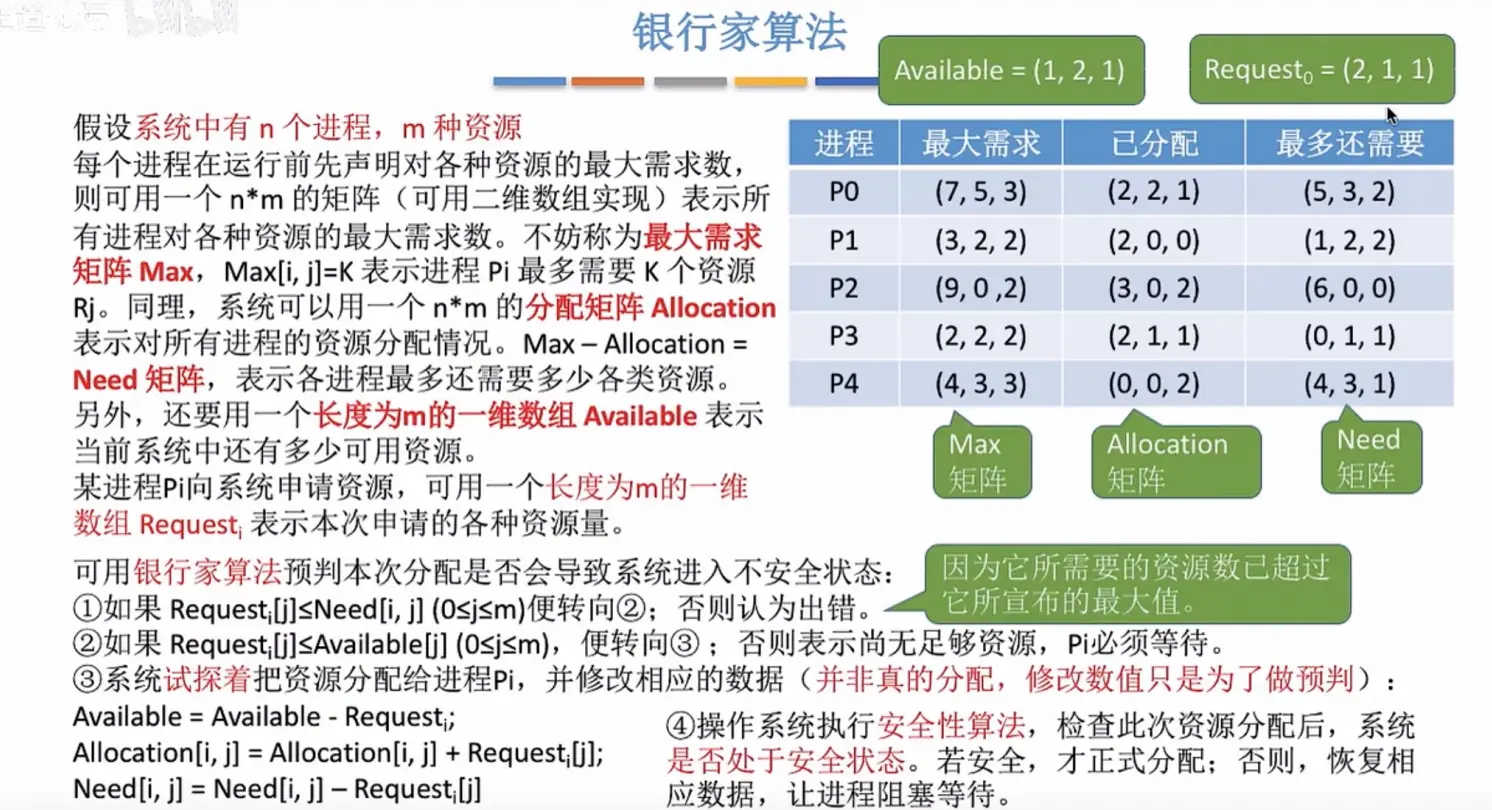 银行家算法
Available = (1, 2, 1)
Request₀ = (2, 1, 1)
假设系统中有 n 个进程，m 种资源
每个进程在运行前先声明对各种资源的最大需求数，
则可用一个 n*m 的矩阵（可用二维数组实现）表示所
有进程对各种资源的最大需求数。不妨称为最大需求
矩阵 Max，Max[i, j]=K 表示进程 Pi 最多需要 K 个资源
Rj。同理，系统可以用一个 n*m 的分配矩阵 Allocation
表示对所有进程的资源分配情况。Max – Allocation =
Need 矩阵，表示各进程最多还需要多少各类资源。
另外，还要用一个长度为m的一维数组 Available 表示
当前系统中还有多少可用资源。
某进程Pi向系统申请资源，可用一个长度为m的一维
数组 Requestᵢ 表示本次申请的各种资源量。
进程 最大需求 已分配 最多还需要
P0 (7, 5, 3) (2, 2, 1) (5, 3, 2)
P1 (3, 2, 2) (2, 0, 0) (1, 2, 2)
P2 (9, 0 ,2) (3, 0, 2) (6, 0, 0)
P3 (2, 2, 2) (2, 1, 1) (0, 1, 1)
P4 (4, 3, 3) (0, 0, 2) (4, 3, 1)
Max
矩阵
Allocation
矩阵
Need
矩阵
可用银行家算法预判本次分配是否会导致系统进入不安全状态：
①如果 Requestᵢ[j]≤Need[i, j] (0≤j≤m)便转向②；否则认为出错。
因为它所需要的资源数已超过
它所宣布的最大值。
②如果 Requestᵢ[j]≤Available[j] (0≤j≤m)，便转向③ ；否则表示尚无足够资源，Pi必须等待。
③系统试探着把资源分配给进程Pi，并修改相应的数据（并非真的分配，修改数值只是为了做预判）：
Available = Available - Requestᵢ;
Allocation[i, j] = Allocation[i, j] + Requestᵢ[j];
Need[i, j] = Need[i, j] – Requestᵢ[j]
④操作系统执行安全性算法，检查此次资源分配后，系统
是否处于安全状态。若安全，才正式分配；否则，恢复相
应数据，让进程阻塞等待。